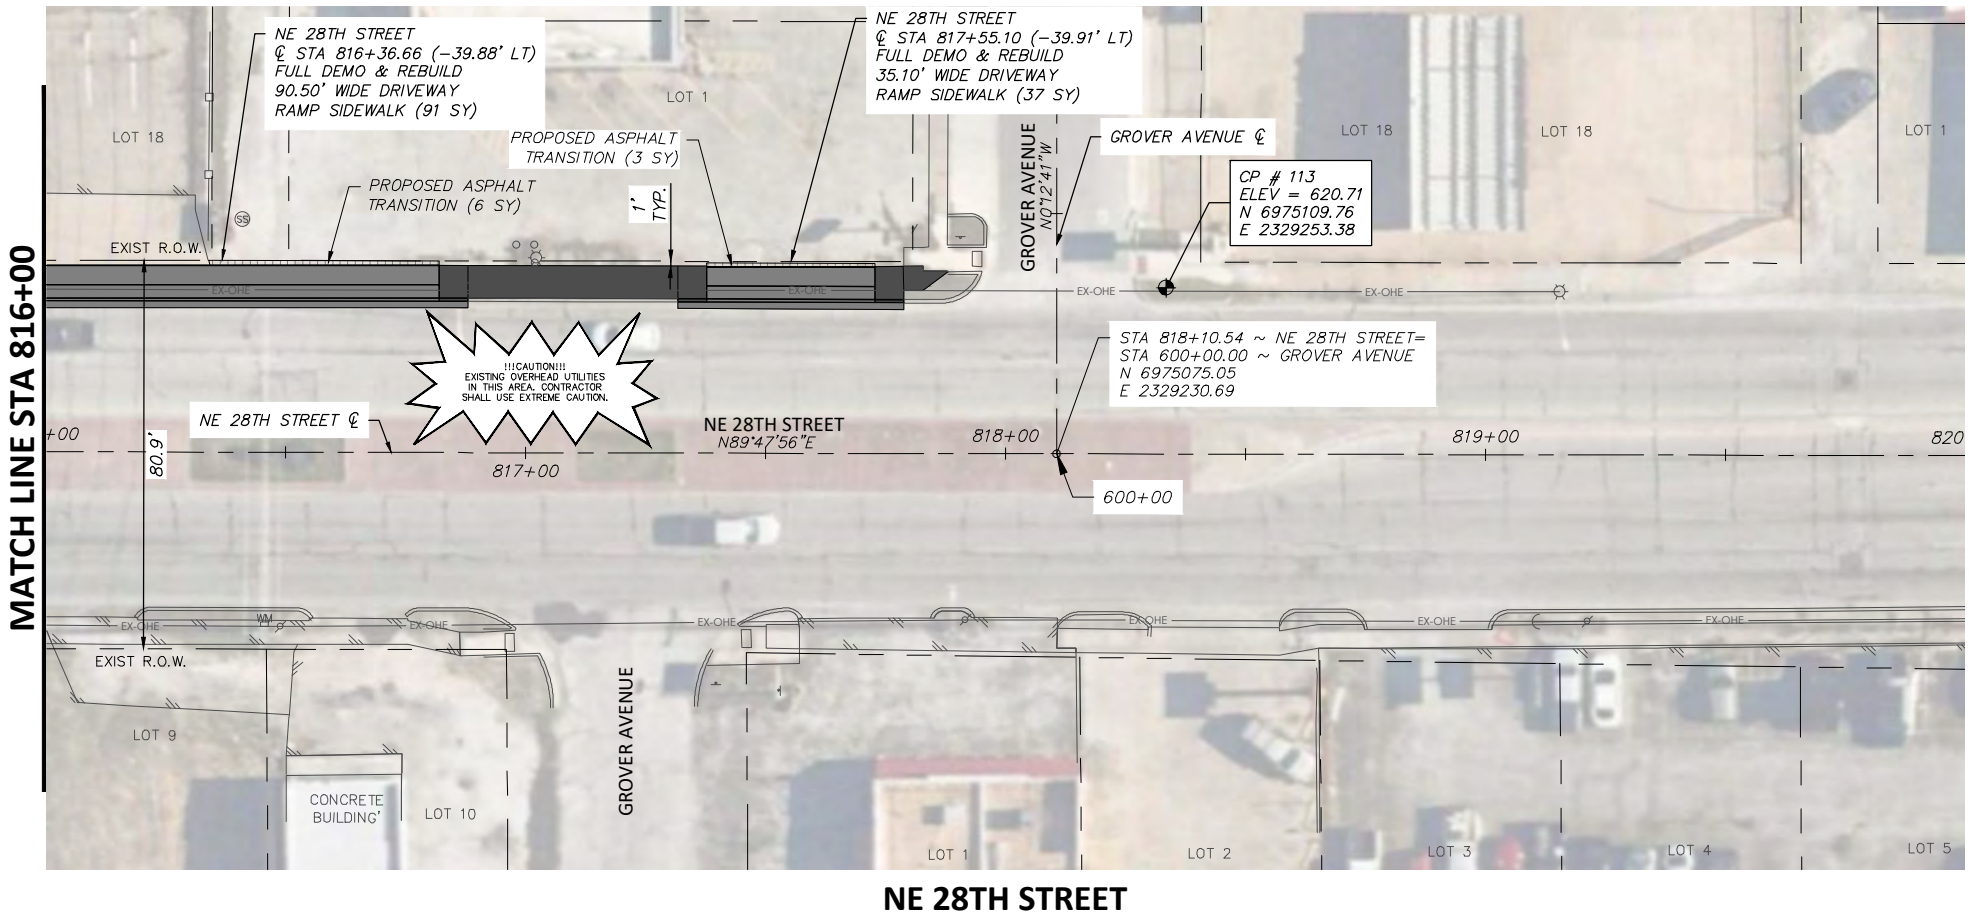 NE 28TH STREET
℄ STA 816+36.66 (-39.88' LT)
FULL DEMO & REBUILD
90.50' WIDE DRIVEWAY
RAMP SIDEWALK (91 SY)
NE 28TH STREET
℄ STA 817+55.10 (-39.91' LT)
FULL DEMO & REBUILD
35.10' WIDE DRIVEWAY
RAMP SIDEWALK (37 SY)
LOT 18
LOT 1
LOT 18
LOT 18
LOT 1
PROPOSED ASPHALT
TRANSITION (3 SY)
PROPOSED ASPHALT
TRANSITION (6 SY)
1'
TYP.
GROVER AVENUE
N0°12'41"W
GROVER AVENUE ℄
CP # 113
ELEV = 620.71
N 6975109.76
E 2329253.38
SS
EXIST R.O.W.
EX-OHE
EX-OHE
EX-OHE
EX-OHE
MATCH LINE STA 816+00
!!!CAUTION!!!
EXISTING OVERHEAD UTILITIES
IN THIS AREA. CONTRACTOR
SHALL USE EXTREME CAUTION.
STA 818+10.54 ~ NE 28TH STREET=
STA 600+00.00 ~ GROVER AVENUE
N 6975075.05
E 2329230.69
NE 28TH STREET ℄
+00
80.9'
817+00
NE 28TH STREET
N89°47'56"E
818+00
819+00
820
600+00
WM
EX-OHE
EX-OHE
EX-OHE
EX-OHE
EX-OHE
EX-OHE
EXIST R.O.W.
GROVER AVENUE
LOT 9
CONCRETE
BUILDING'
LOT 10
LOT 1
LOT 2
LOT 3
LOT 4
LOT 5
NE 28TH STREET